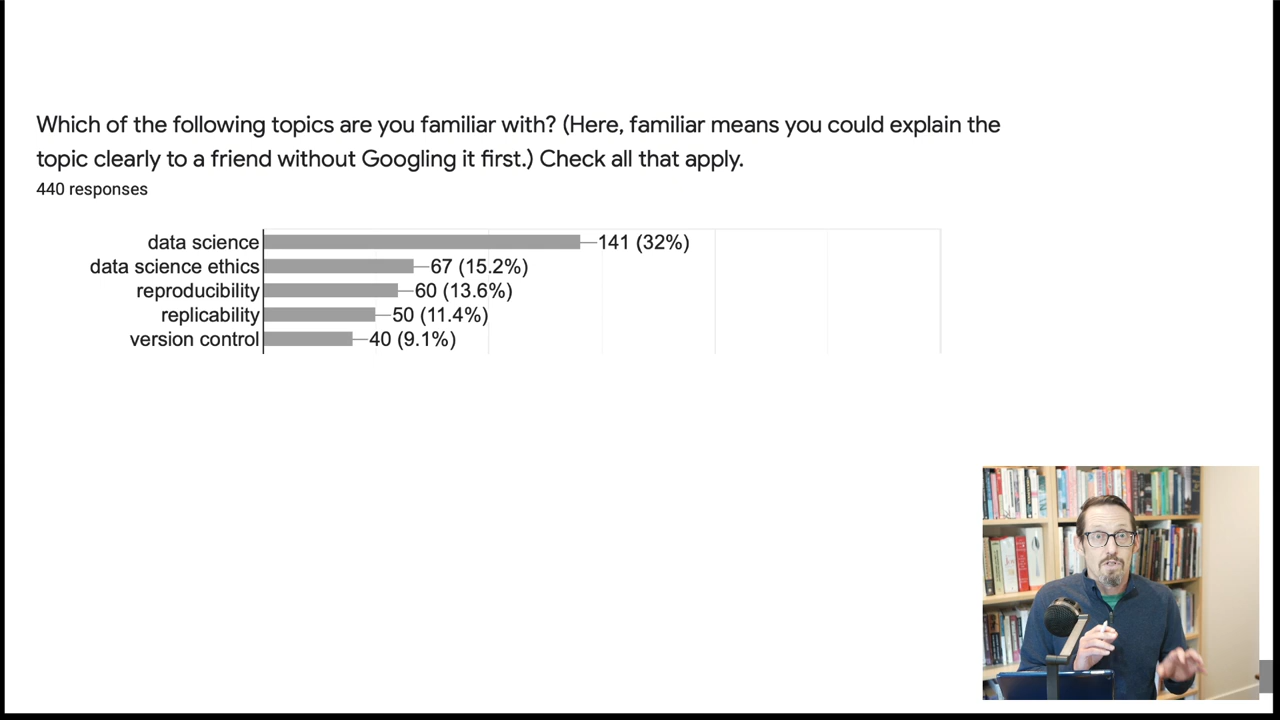 Which of the following topics are you familiar with? (Here, familiar means you could explain the
topic clearly to a friend without Googling it first.) Check all that apply.
440 responses
data science 141 (32%)
data science ethics 67 (15.2%)
reproducibility 60 (13.6%)
replicability 50 (11.4%)
version control 40 (9.1%)